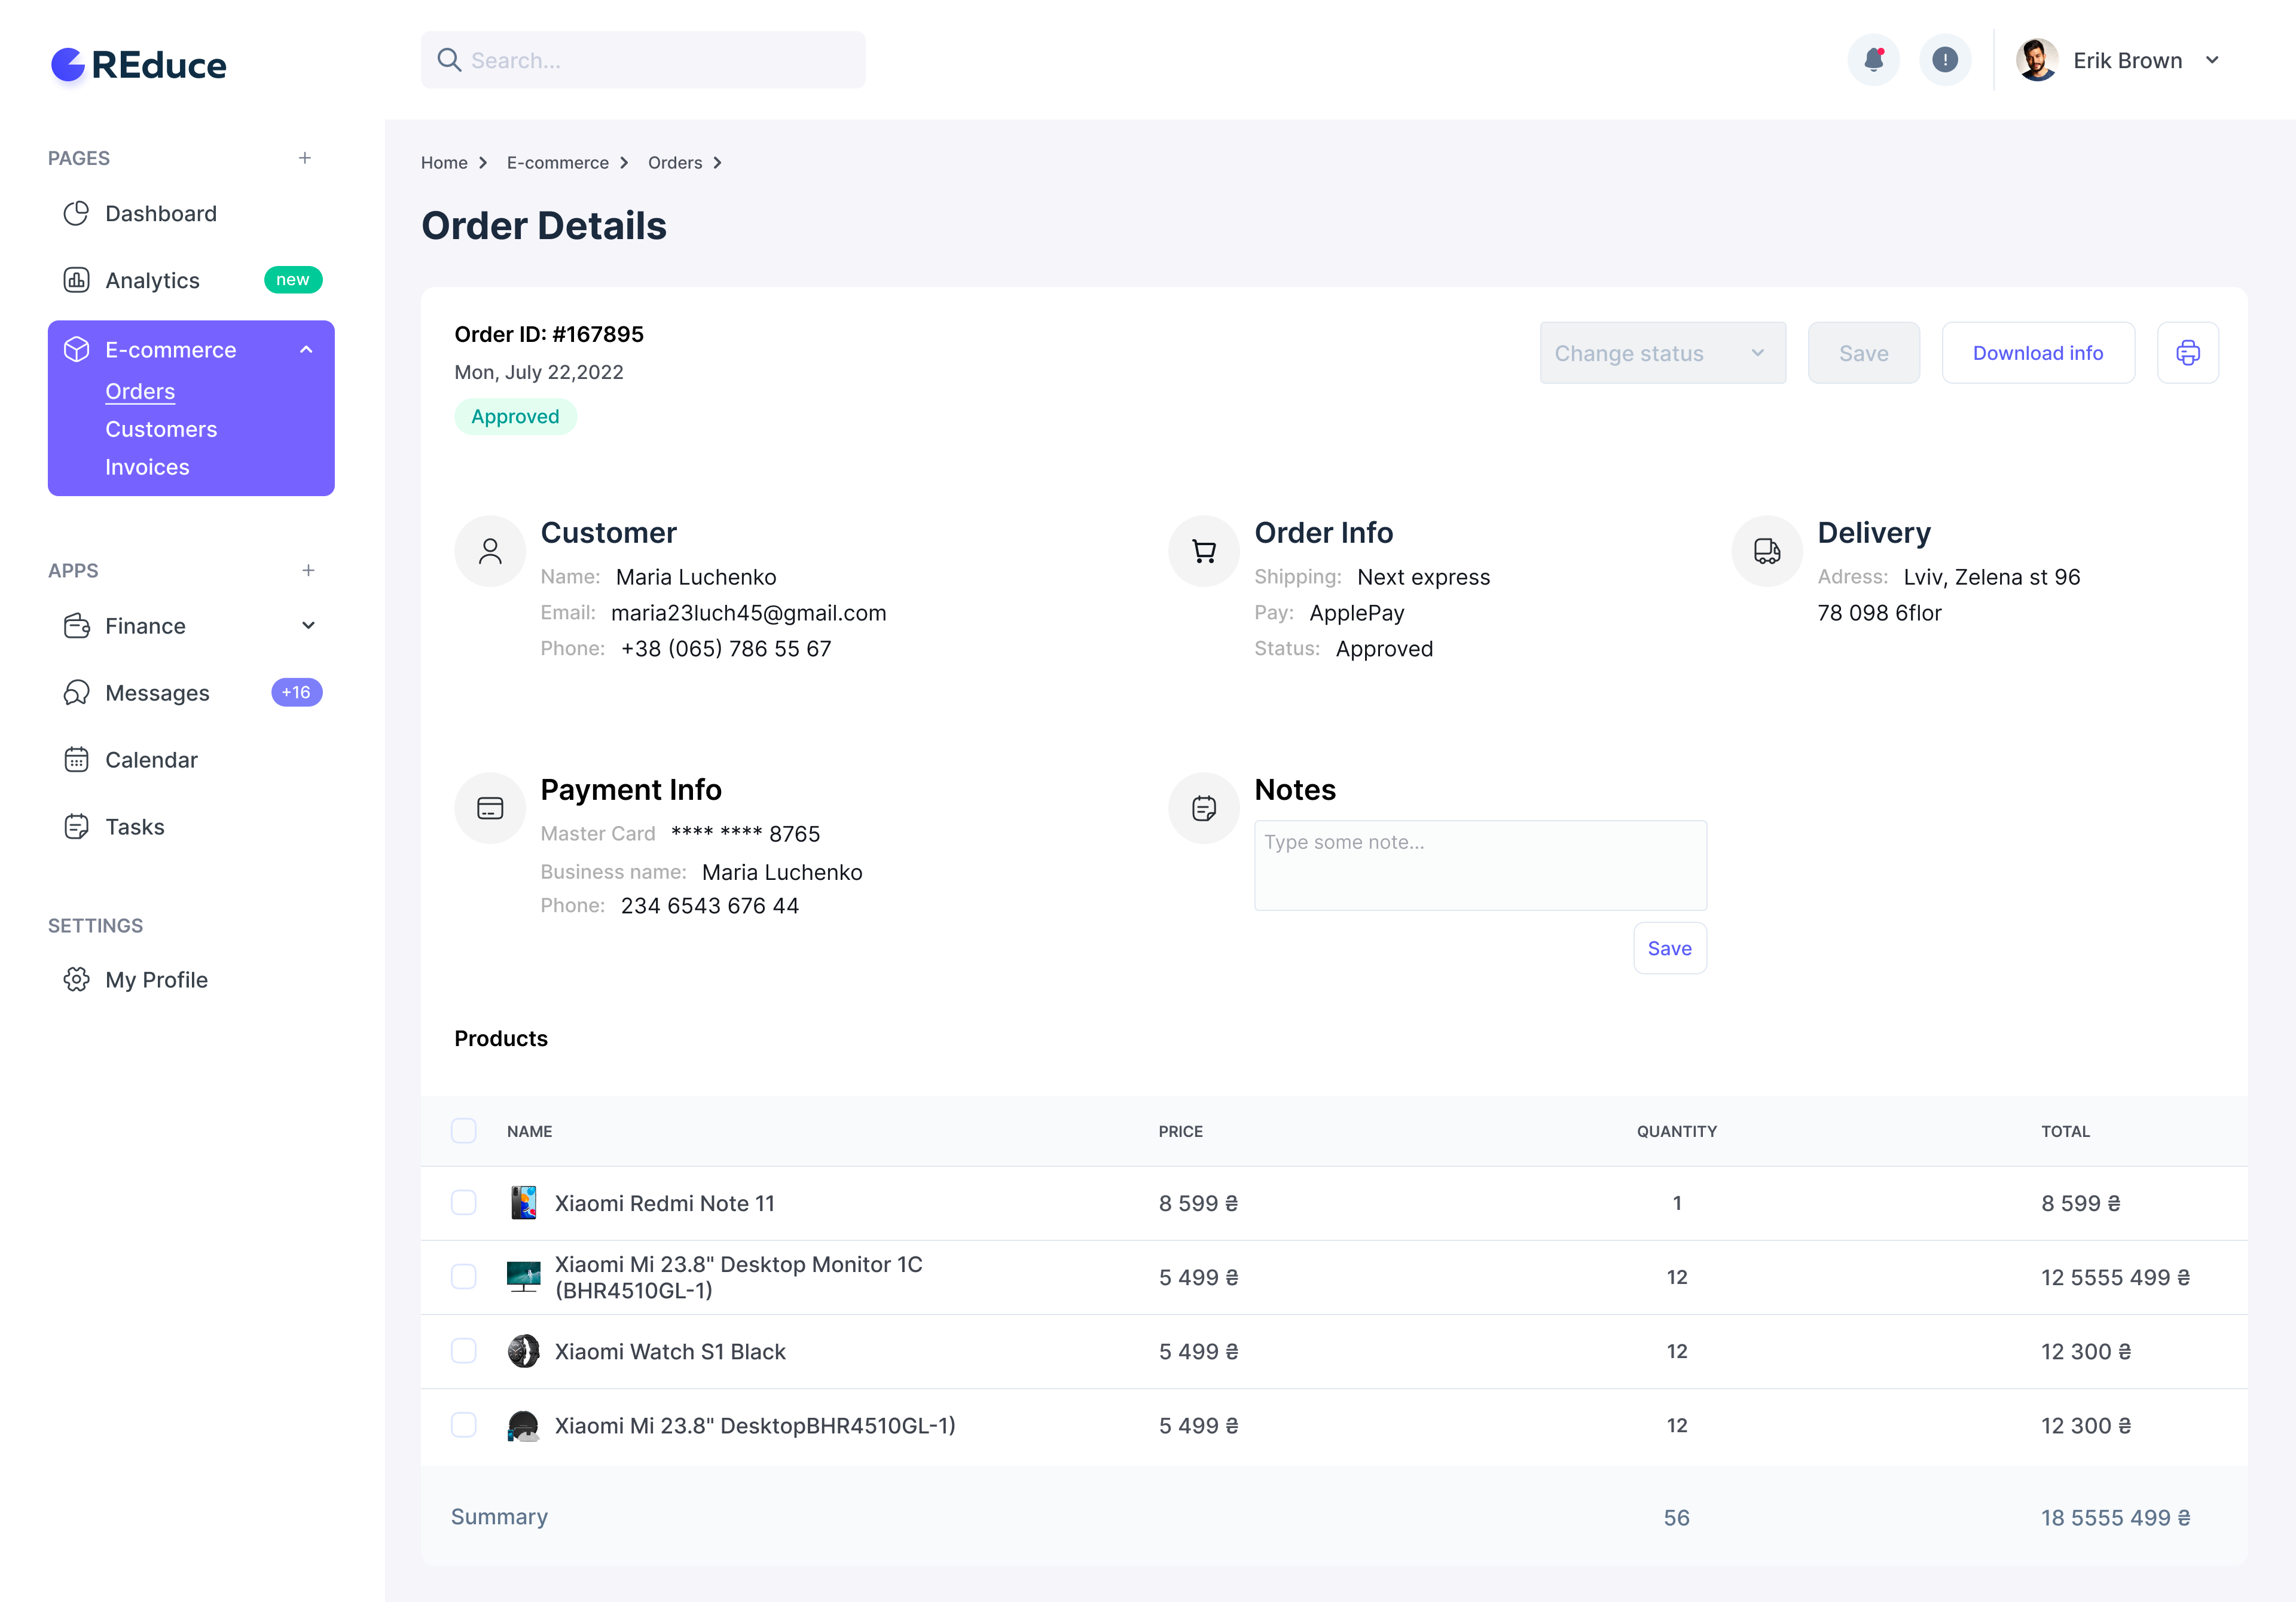 REduce
Search...
!
Erik Brown
PAGES +
Dashboard
Analytics new
E-commerce
Orders
Customers
Invoices
APPS +
Finance
Messages +16
Calendar
Tasks
SETTINGS
My Profile
Home > E-commerce > Orders >
Order Details
Order ID: #167895
Mon, July 22,2022
Approved
Change status
Save
Download info
Customer
Name: Maria Luchenko
Email: maria23luch45@gmail.com
Phone: +38 (065) 786 55 67
Order Info
Shipping: Next express
Pay: ApplePay
Status: Approved
Delivery
Adress: Lviv, Zelena st 96
78 098 6flor
Payment Info
Master Card **** **** 8765
Business name: Maria Luchenko
Phone: 234 6543 676 44
Notes
Type some note...
Save
Products
NAME PRICE QUANTITY TOTAL
Xiaomi Redmi Note 11 8 599 ₴ 1 8 599 ₴
Xiaomi Mi 23.8" Desktop Monitor 1C
(BHR4510GL-1) 5 499 ₴ 12 12 5555 499 ₴
Xiaomi Watch S1 Black 5 499 ₴ 12 12 300 ₴
Xiaomi Mi 23.8" DesktopBHR4510GL-1) 5 499 ₴ 12 12 300 ₴
Summary 56 18 5555 499 ₴